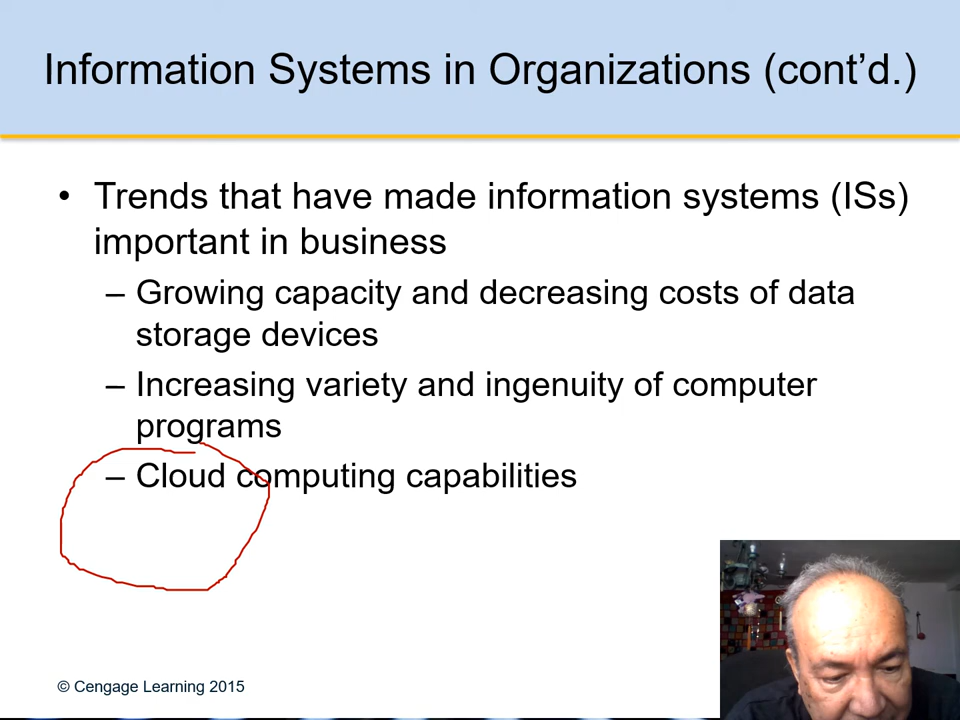 Information Systems in Organizations (cont’d.)
• Trends that have made information systems (ISs)
important in business
– Growing capacity and decreasing costs of data
storage devices
– Increasing variety and ingenuity of computer
programs
– Cloud computing capabilities
© Cengage Learning 2015